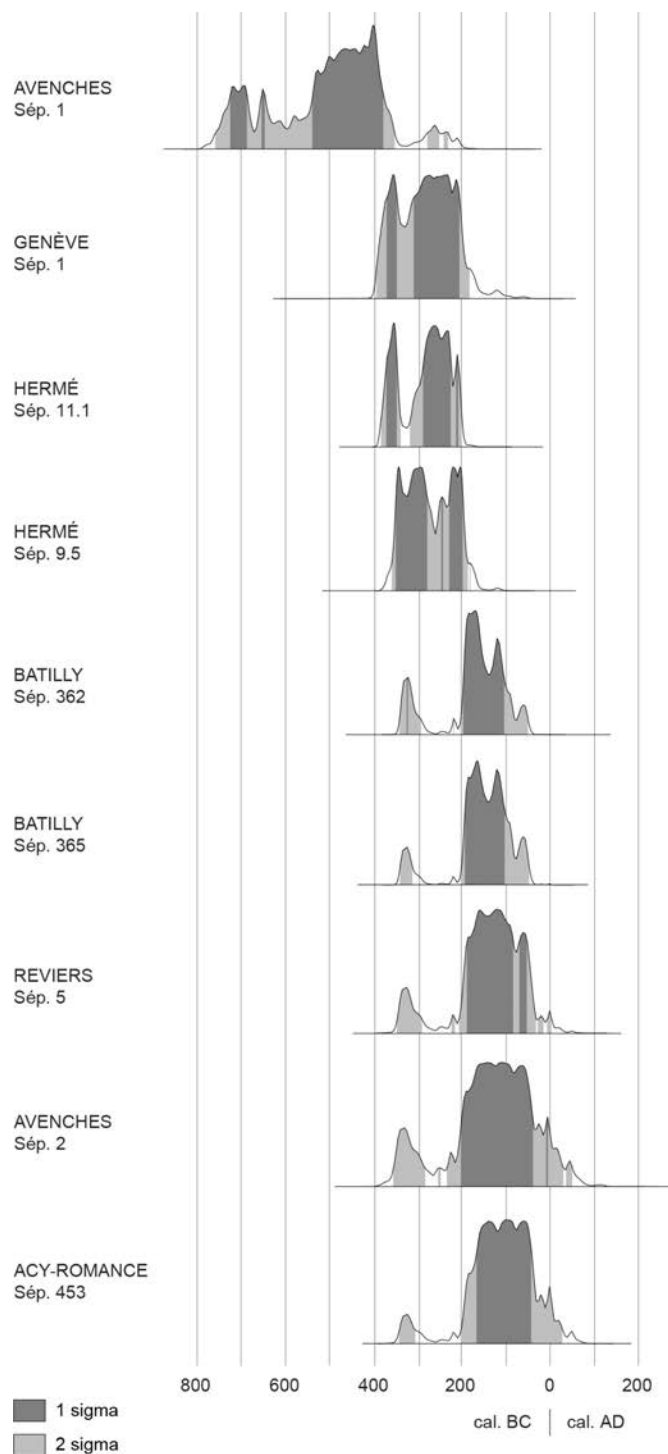 AVENCHES
Sép. 1
GENÈVE
Sép. 1
HERMÉ
Sép. 11.1
HERMÉ
Sép. 9.5
BATILLY
Sép. 362
BATILLY
Sép. 365
REVIERS
Sép. 5
AVENCHES
Sép. 2
ACY-ROMANCE
Sép. 453
800 600 400 200 0 200
1 sigma
cal. BC cal. AD
2 sigma